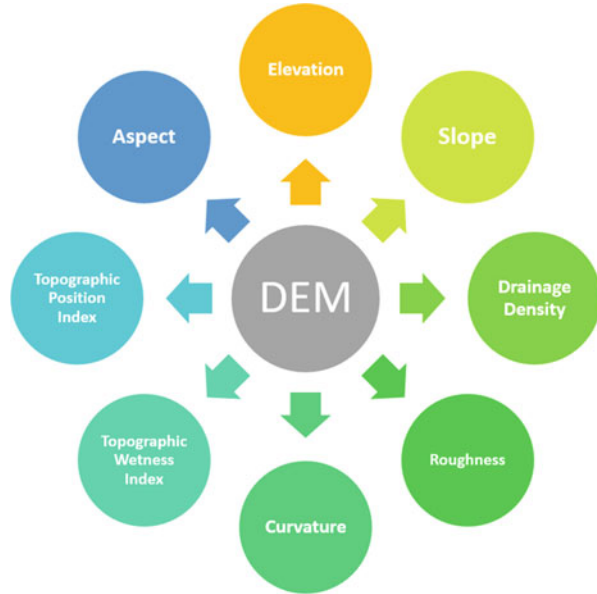 Elevation
Aspect
Slope
Topographic
Position
Index
DEM
Drainage
Density
Topographic
Wetness
Index
Roughness
Curvature